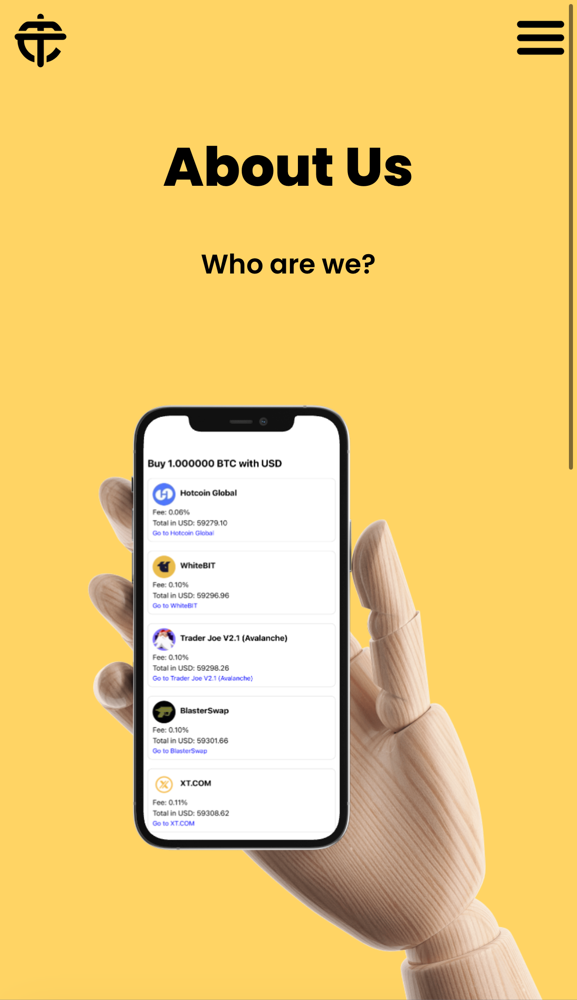 About Us
Who are we?
Buy 1.000000 BTC with USD
Hotcoin Global
Fee: 0.06%
Total in USD: 59279.10
Go to Hotcoin Global
WhiteBIT
Fee: 0.10%
Total in USD: 59296.96
Go to WhiteBIT
Trader Joe V2.1 (Avalanche)
Fee: 0.10%
Total in USD: 59298.26
Go to Trader Joe V2.1 (Avalanche)
BlasterSwap
Fee: 0.10%
Total in USD: 59301.66
Go to BlasterSwap
XT.COM
Fee: 0.11%
Total in USD: 59308.62
Go to XT.COM